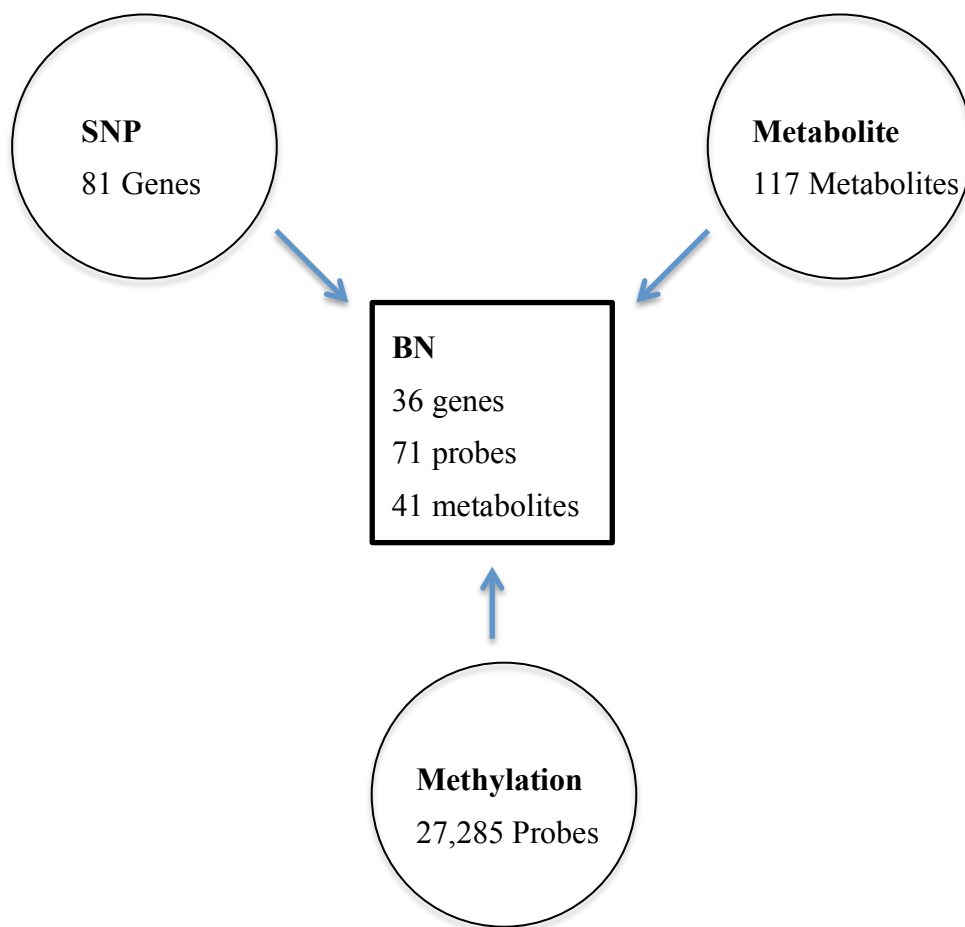 SNP
81 Genes
Metabolite
117 Metabolites
BN
36 genes
71 probes
41 metabolites
Methylation
27,285 Probes